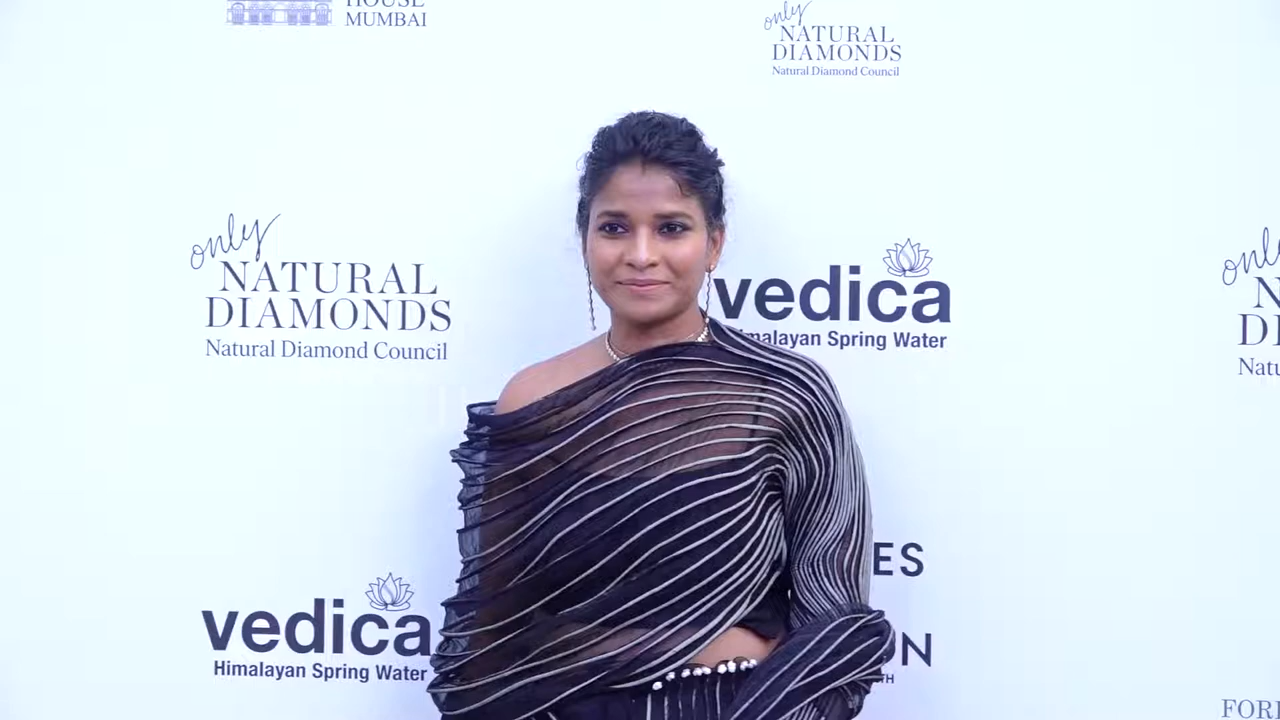 HOUSE
MUMBAI
only
NATURAL
DIAMONDS
Natural Diamond Council
only
NATURAL
DIAMONDS
Natural Diamond Council
vedica
Himalayan Spring Water
vedica
Himalayan Spring Water